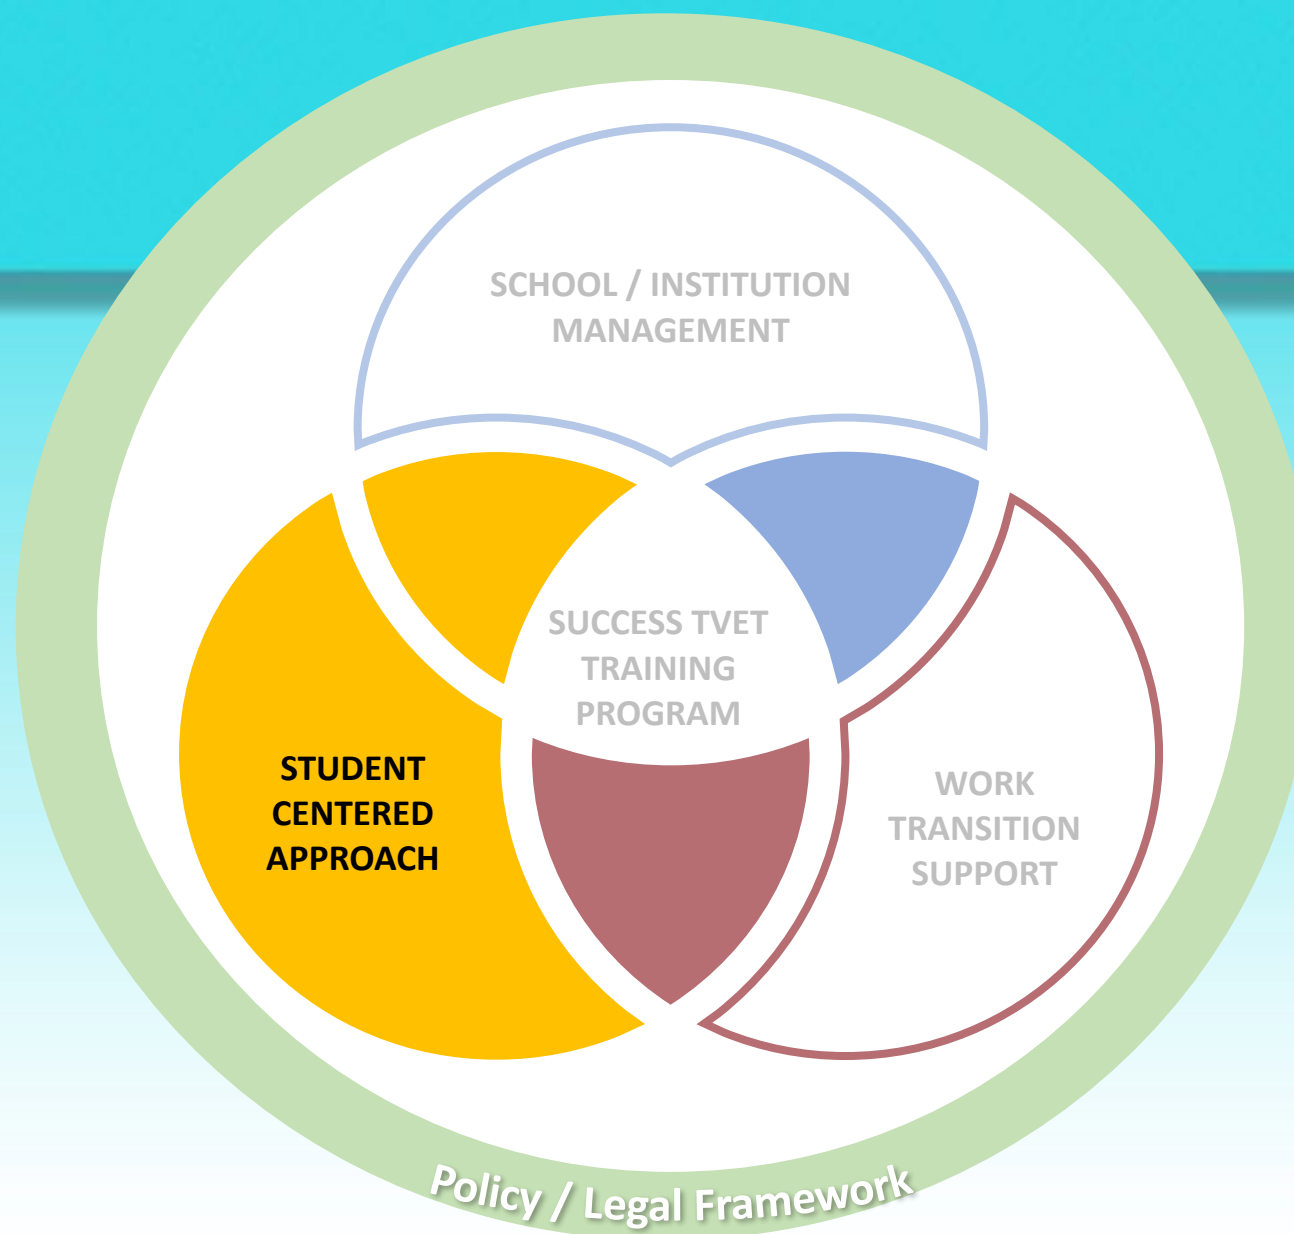 SCHOOL / INSTITUTION
MANAGEMENT
SUCCESS TVET
TRAINING
PROGRAM
STUDENT
CENTERED
APPROACH
WORK
TRANSITION
SUPPORT
Policy / Legal Framework